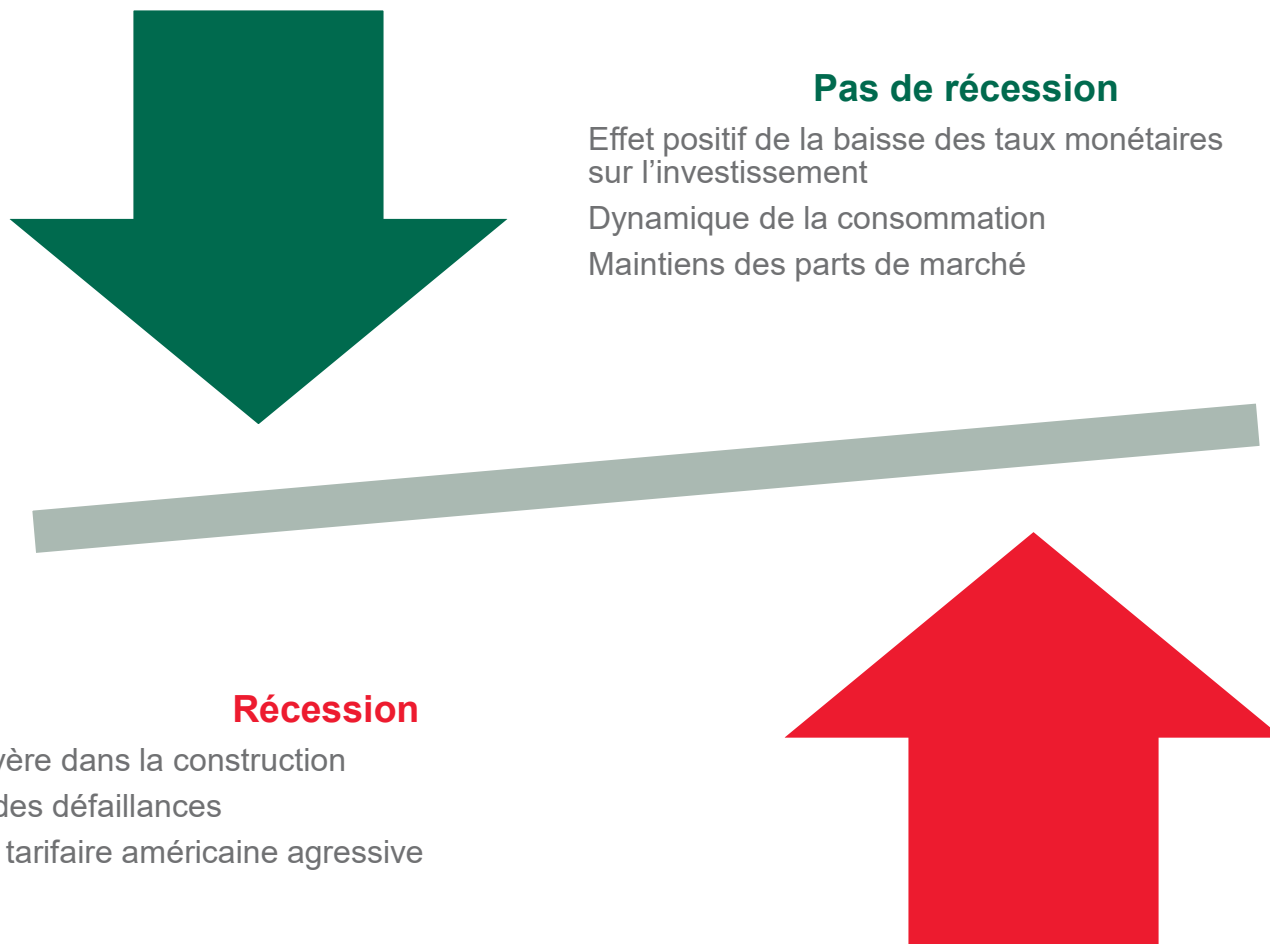 Pas de récession
Effet positif de la baisse des taux monétaires
sur l’investissement
Dynamique de la consommation
Maintiens des parts de marché
Récession
vère dans la construction
des défaillances
tarifaire américaine agressive